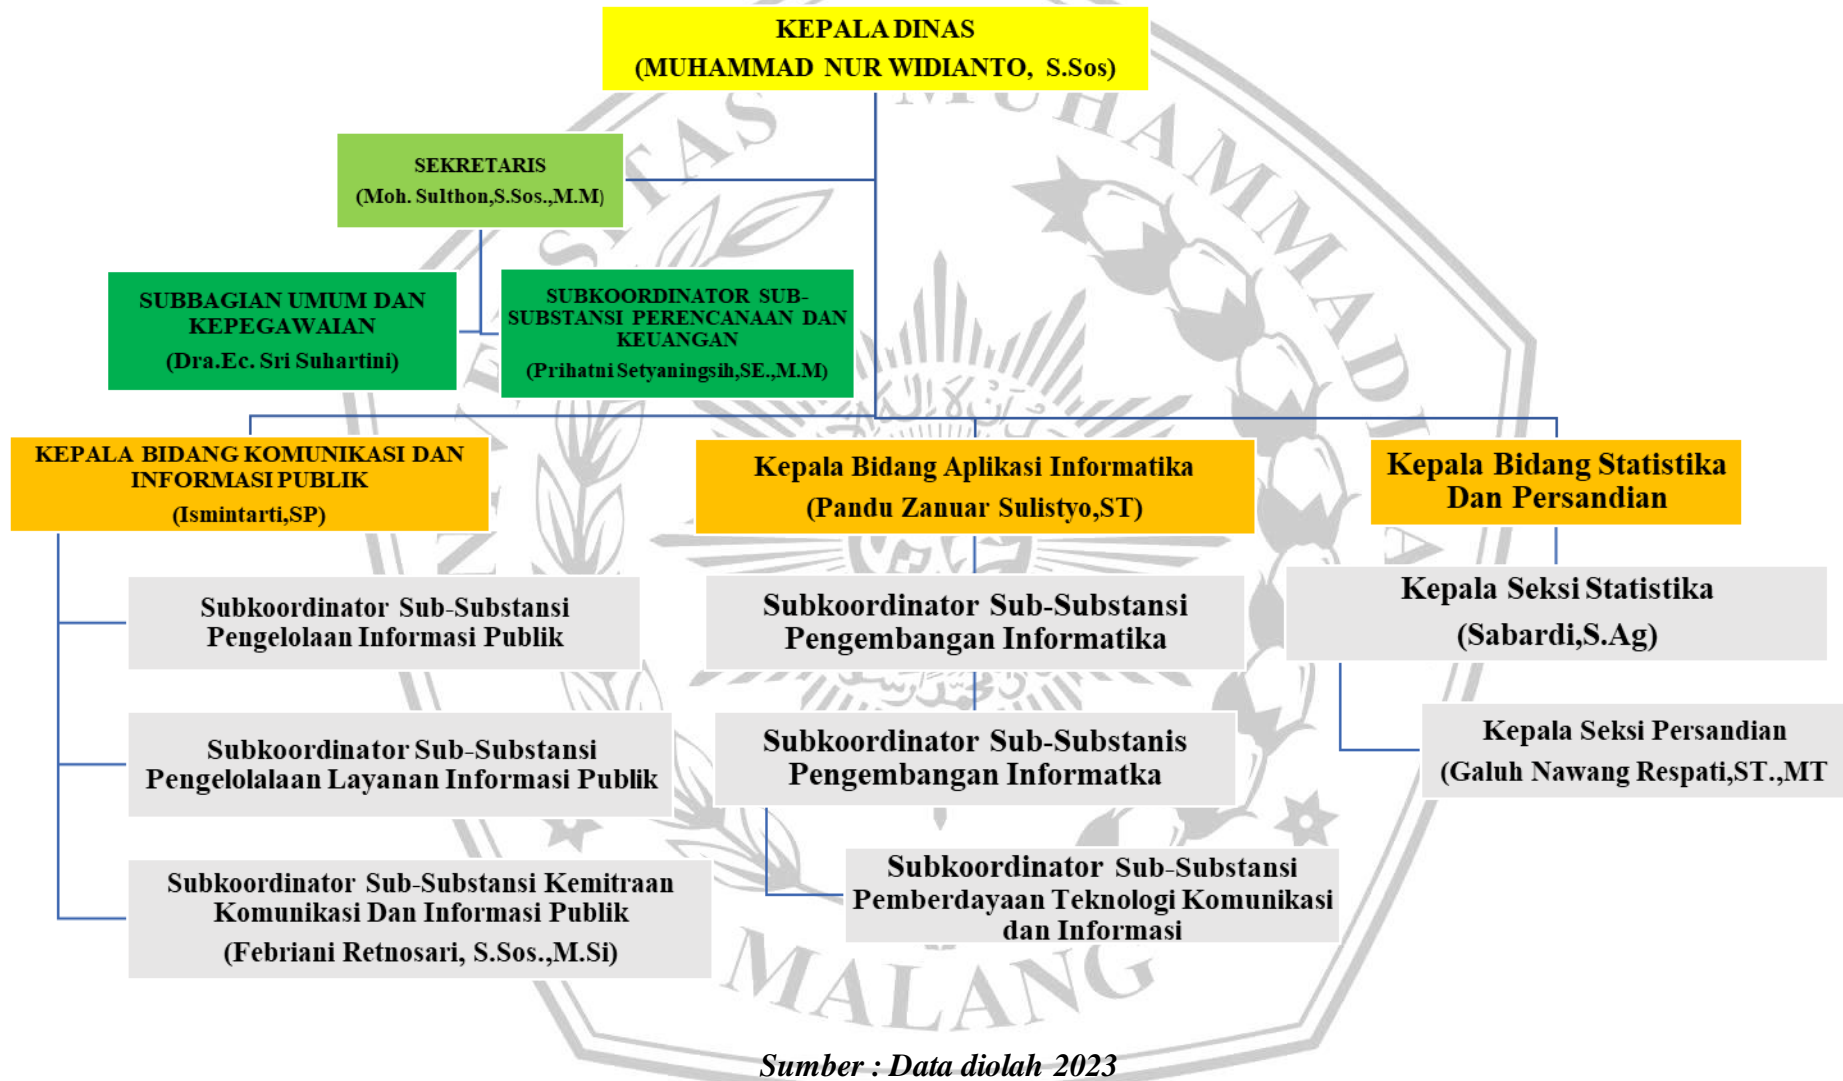 KEPALA DINAS
(MUHAMMAD NUR WIDIANTO, S.Sos)
SEKRETARIS
(Moh. Sulthon,S.Sos.,M.M)
SUBBAGIAN UMUM DAN
KEPEGAWAIAN
(Dra.Ec. Sri Suhartini)
SUBKOORDINATOR SUB-
SUBSTANSI PERENCANAAN DAN
KEUANGAN
(Prihatni Setyaningsih,SE.,M.M)
KEPALA BIDANG KOMUNIKASI DAN
INFORMASI PUBLIK
(Ismintarti,SP)
Kepala Bidang Aplikasi Informatika
(Pandu Zanuar Sulistyo,ST)
Kepala Bidang Statistika
Dan Persandian
Subkoordinator Sub-Substansi
Pengelolaan Informasi Publik
Subkoordinator Sub-Substansi
Pengelolalaan Layanan Informasi Publik
Subkoordinator Sub-Substansi Kemitraan
Komunikasi Dan Informasi Publik
(Febriani Retnosari, S.Sos.,M.Si)
Subkoordinator Sub-Substansi
Pengembangan Informatika
Subkoordinator Sub-Substanis
Pengembangan Informatka
Subkoordinator Sub-Substansi
Pemberdayaan Teknologi Komunikasi
dan Informasi
Kepala Seksi Statistika
(Sabardi,S.Ag)
Kepala Seksi Persandian
(Galuh Nawang Respati,ST.,MT
MUHAMMADI
MALANG
Sumber : Data diolah 2023